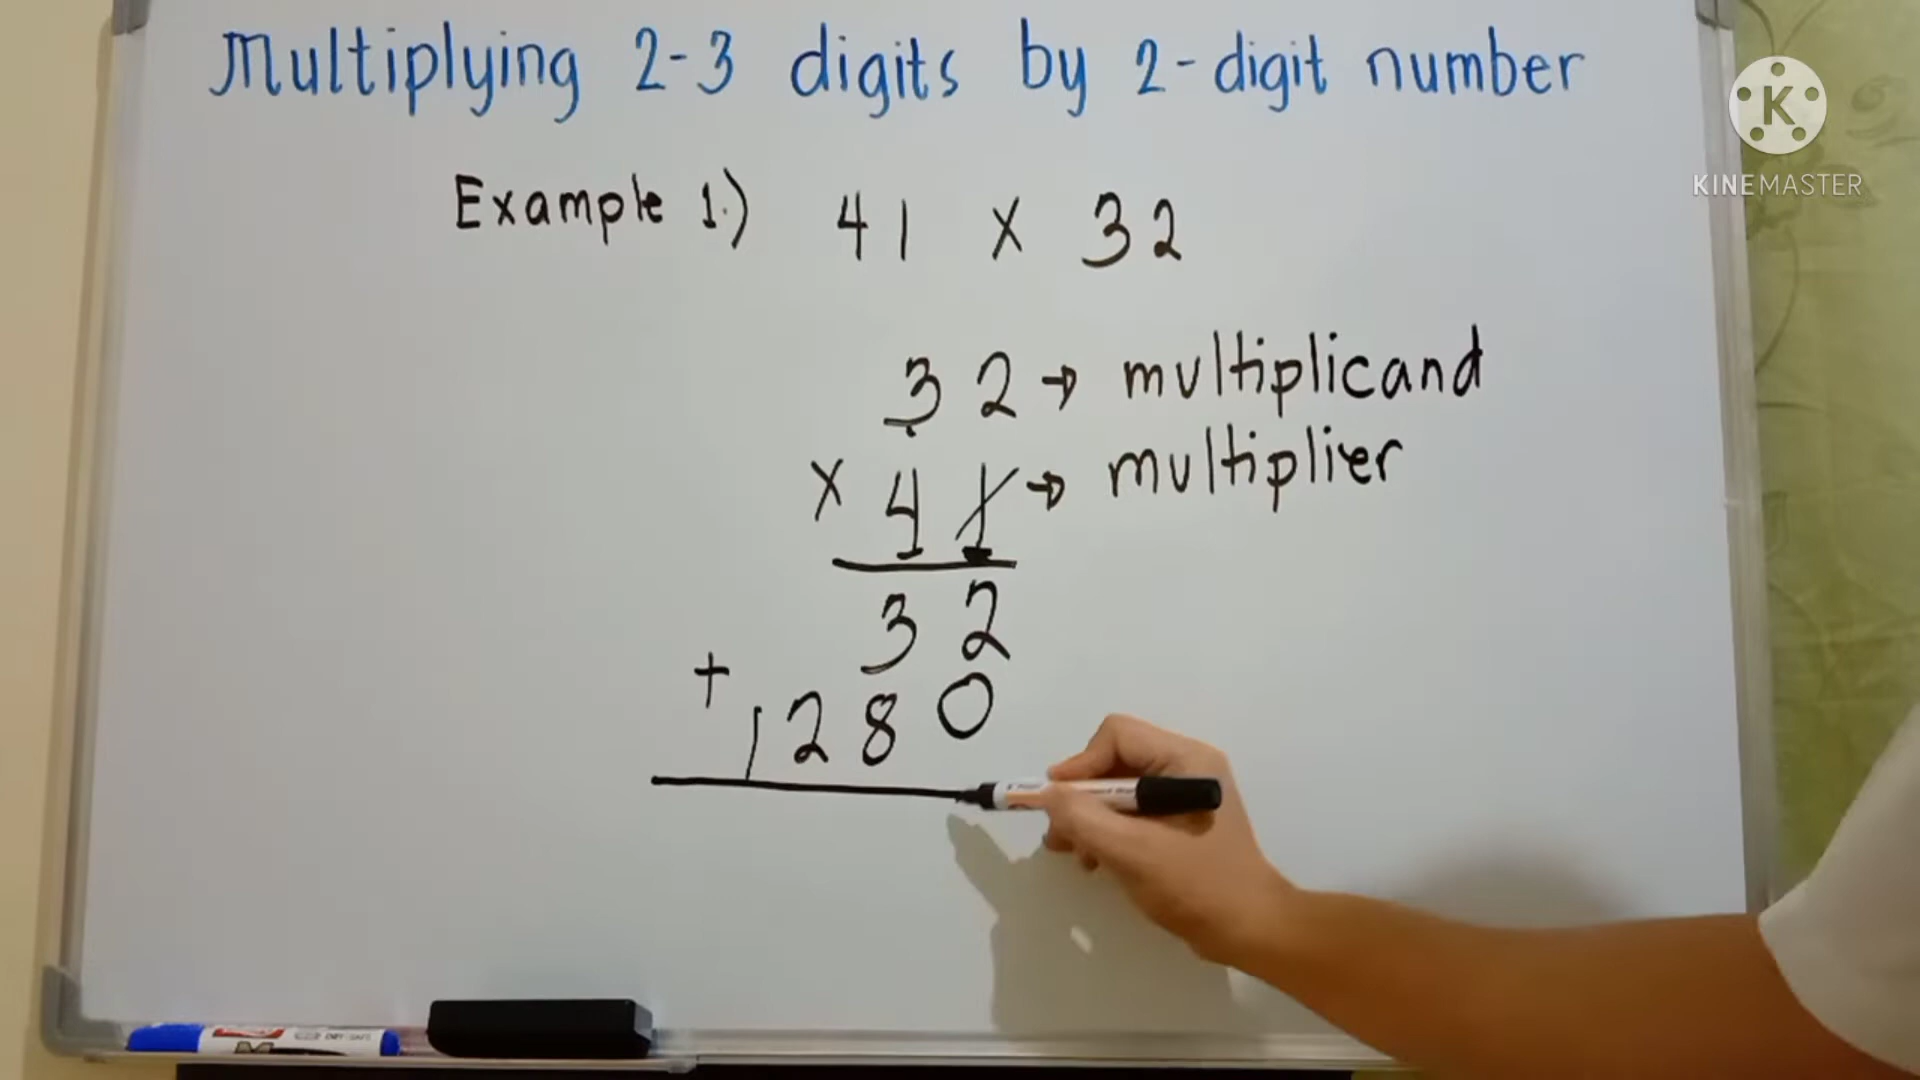 Multiplying 2-3 digits by 2-digit number
Example 1.) 41 x 32
32 → multiplicand
x 41 → multiplier
32
+ 1280
K
KINEMASTER